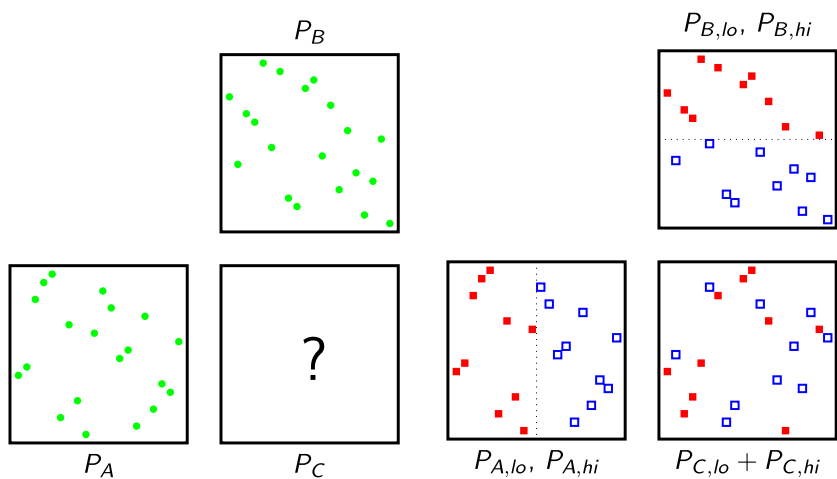 P_B
P_{B,lo}, P_{B,hi}
?
P_A
P_C
P_{A,lo}, P_{A,hi}
P_{C,lo} + P_{C,hi}